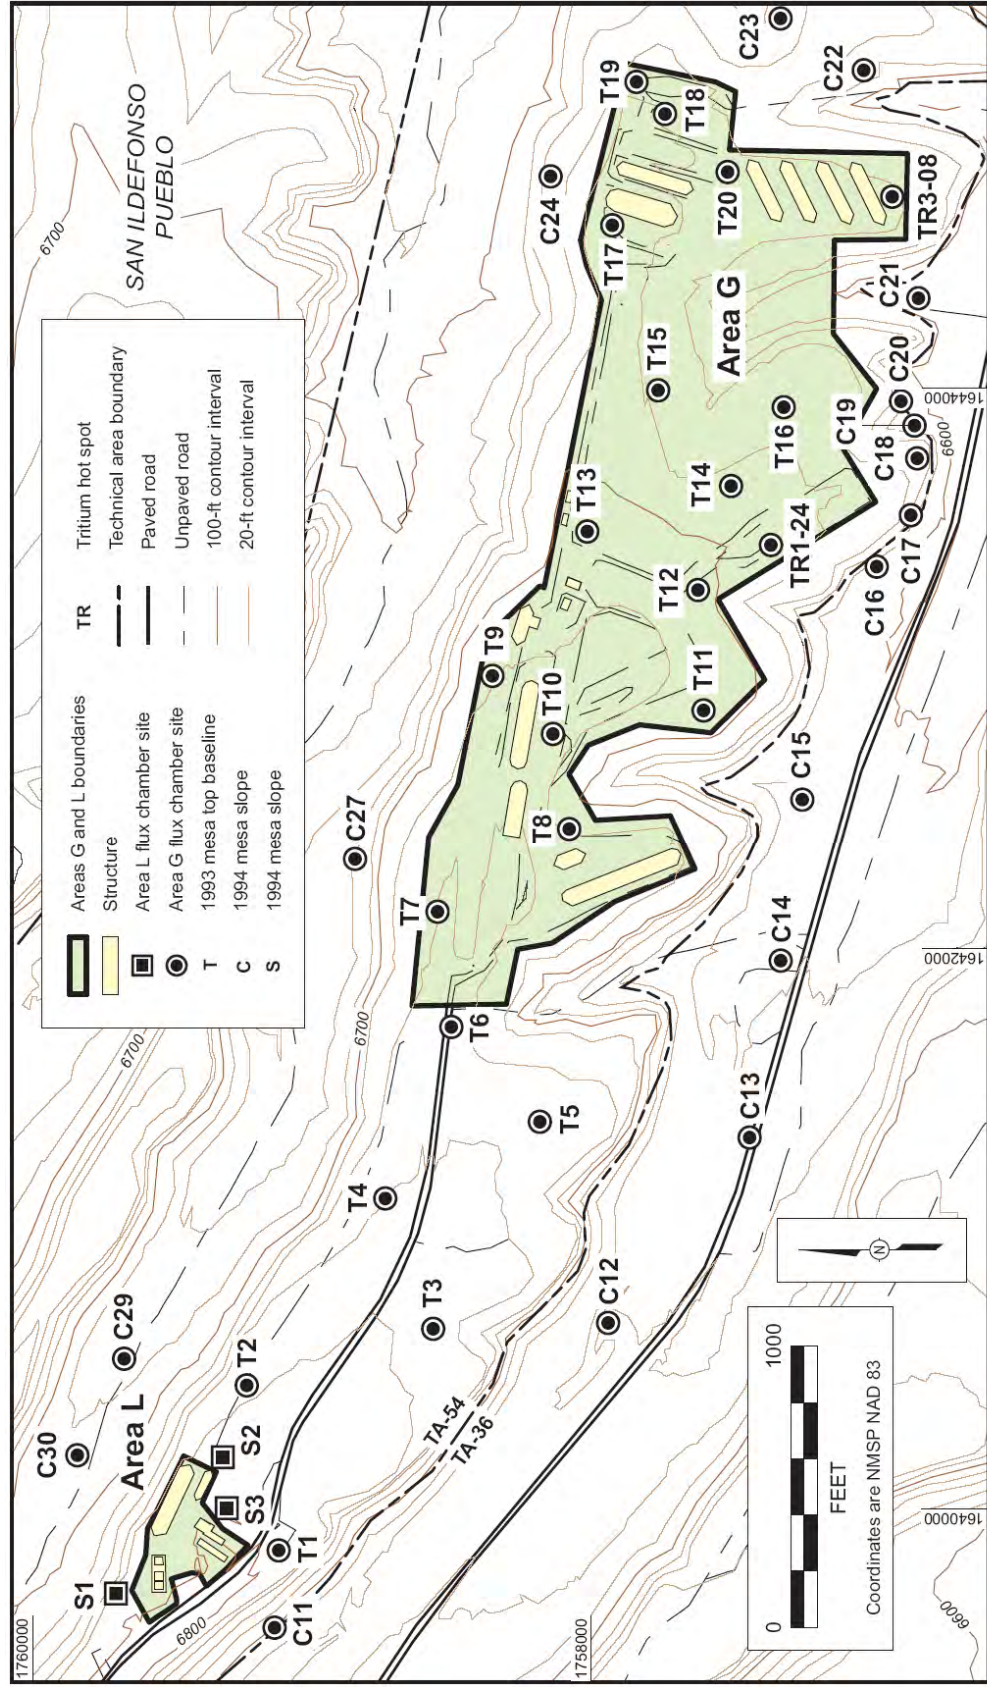 1760000
1758000
1640000
1642000
1644000
6700
6700
6700
6800
6600
6600
SAN ILDEFONSO
PUEBLO
Areas G and L boundaries
Structure
Area L flux chamber site
Area G flux chamber site
T 1993 mesa top baseline
C 1994 mesa slope
S 1994 mesa slope
TR Tritium hot spot
Technical area boundary
Paved road
Unpaved road
100-ft contour interval
20-ft contour interval
Area L
Area G
S1
S2
S3
C30
C29
C27
C24
C23
C22
C21
C20
C19
C18
C17
C16
C15
C14
C13
C12
C11
T1
T2
T3
T4
T5
T6
T7
T8
T9
T10
T11
T12
T13
T14
T15
T16
T17
T18
T19
T20
TR1-24
TR3-08
TA-54
TA-36
0 1000
FEET
Coordinates are NMSP NAD 83
N